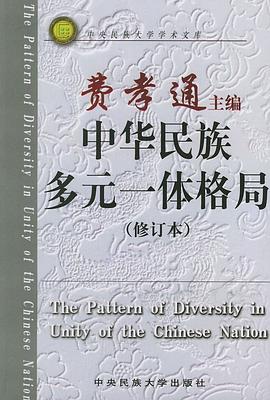 中央民族大学学术文库
费孝通主编
中华民族
多元一体格局
(修订本)
The Pattern of Diversity in
Unity of the Chinese Nation
中央民族大学出版社
The Pattern of Diversity in Unity of the Chinese Nation